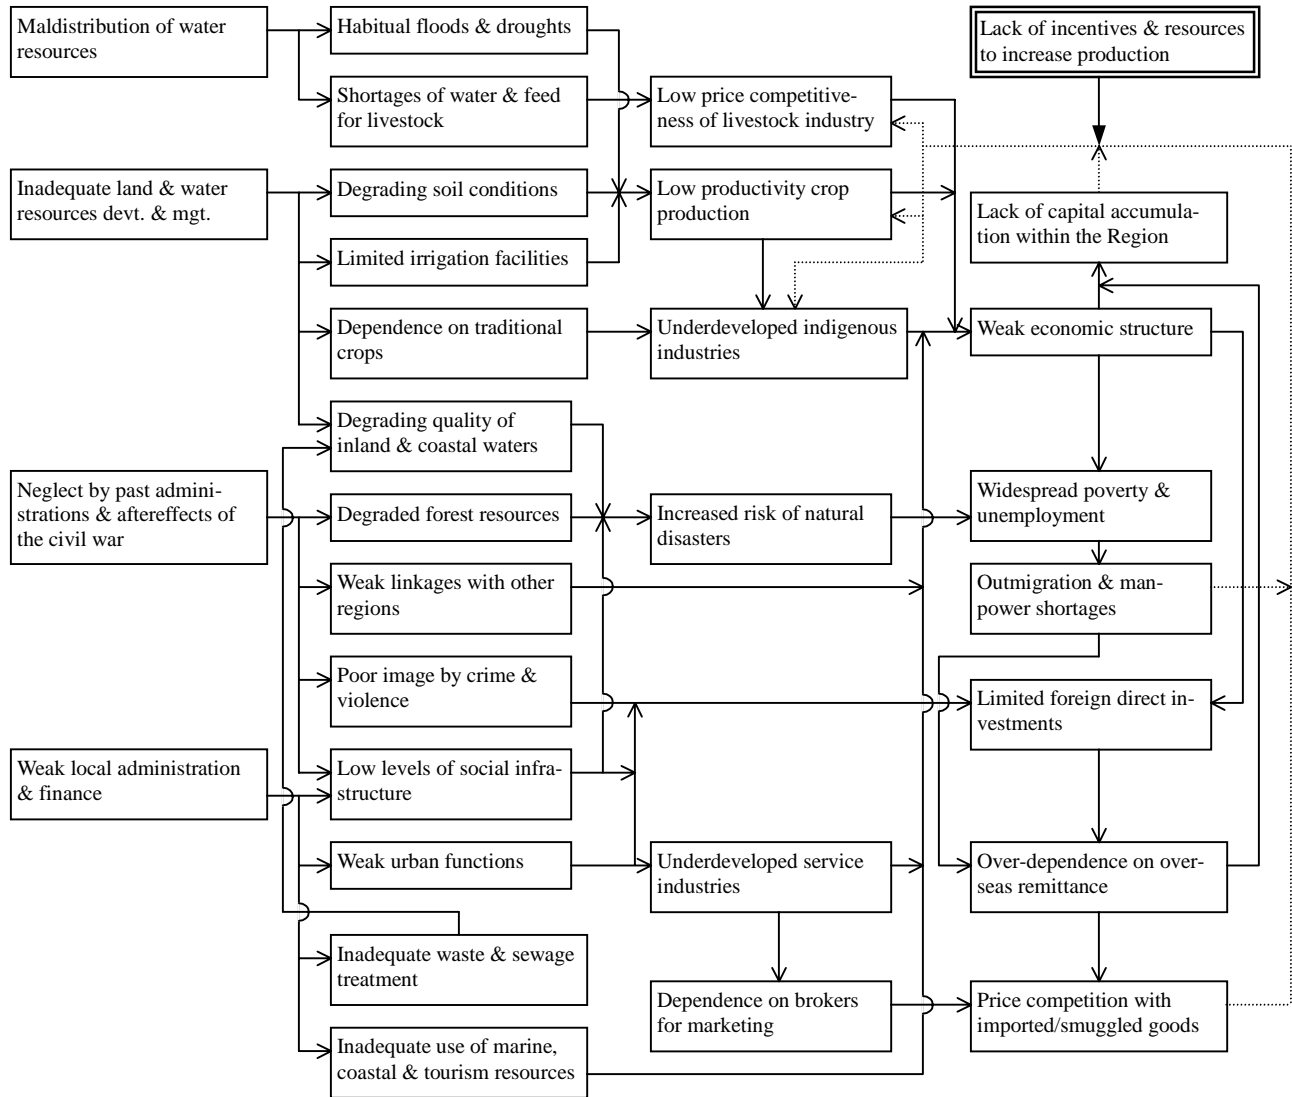 Maldistribution of water
resources
Inadequate land & water
resources devt. & mgt.
Neglect by past admini-
strations & aftereffects of
the civil war
Weak local administration
& finance
Habitual floods & droughts
Shortages of water & feed
for livestock
Degrading soil conditions
Limited irrigation facilities
Dependence on traditional
crops
Degrading quality of
inland & coastal waters
Degraded forest resources
Weak linkages with other
regions
Poor image by crime &
violence
Low levels of social infra-
structure
Weak urban functions
Inadequate waste & sewage
treatment
Inadequate use of marine,
coastal & tourism resources
Low price competitive-
ness of livestock industry
Low productivity crop
production
Underdeveloped indigenous
industries
Increased risk of natural
disasters
Underdeveloped service
industries
Dependence on brokers
for marketing
Lack of incentives & resources
to increase production
Lack of capital accumula-
tion within the Region
Weak economic structure
Widespread poverty &
unemployment
Outmigration & man-
power shortages
Limited foreign direct in-
vestments
Over-dependence on over-
seas remittance
Price competition with
imported/smuggled goods